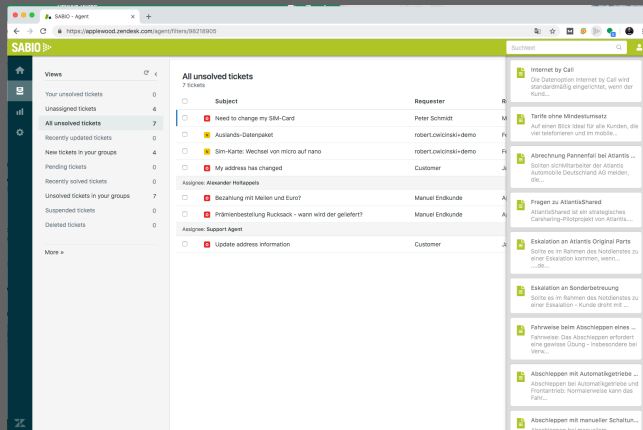 SABIO - Agent
https://applewood.zendesk.com/agent/filters/98218905
SABIO
Suchtext
Views
Your unsolved tickets 0
Unassigned tickets 4
All unsolved tickets 7
Recently updated tickets 0
New tickets in your groups 4
Pending tickets 0
Recently solved tickets 0
Unsolved tickets in your groups 7
Suspended tickets 0
Deleted tickets 0
More »
All unsolved tickets
7 tickets
Subject Requester
Need to change my SIM-Card Peter Schmidt
Auslands-Datenpaket robert.cwicinski+demo
Sim-Karte: Wechsel von micro auf nano robert.cwicinski+demo
My address has changed Customer
Assignee: Alexander Holtappels
Bezahlung mit Meilen und Euro? Manuel Endkunde
Prämienbestellung Rucksack - wann wird der geliefert? Manuel Endkunde
Assignee: Support Agent
Update address information Customer
Internet by Call
Die Datenoption Internet by Call wird
standardmäßig eingerichtet, wenn der
Kund...
Tarife ohne Mindestumsatz
Auf einen Blick Ideal für alle Kunden, die
viel telefonieren und im mobile...
Abrechnung Pannenfall bei Atlantis ...
Sollten sichMitarbeiter der Atlantis
Automobile Deutschland AG melden,
die...
Fragen zu AtlantisShared
AtlantisShared ist ein strategisches
Carsharing-Pilotprojekt von Atlantis....
Eskalation an Atlantis Original Parts
Sollte es im Rahmen des Notdienstes zu
einer Eskalation kommen, wenn...
...de...
Eskalation an Sonderbetreuung
Sollte es im Rahmen des Notdienstes zu
einer Eskalation - Kunde droht mit ...
Fahrweise beim Abschleppen eines ...
Fahrweise: Das Abschleppen erfordert
eine gewisse Übung - insbesondere bei
Verw...
Abschleppen mit Automatikgetriebe ...
Abschleppen bei Automatikgetriebe und
Frontantrieb: Normalerweise kann das
Fahr...
Abschleppen mit manueller Schaltun...